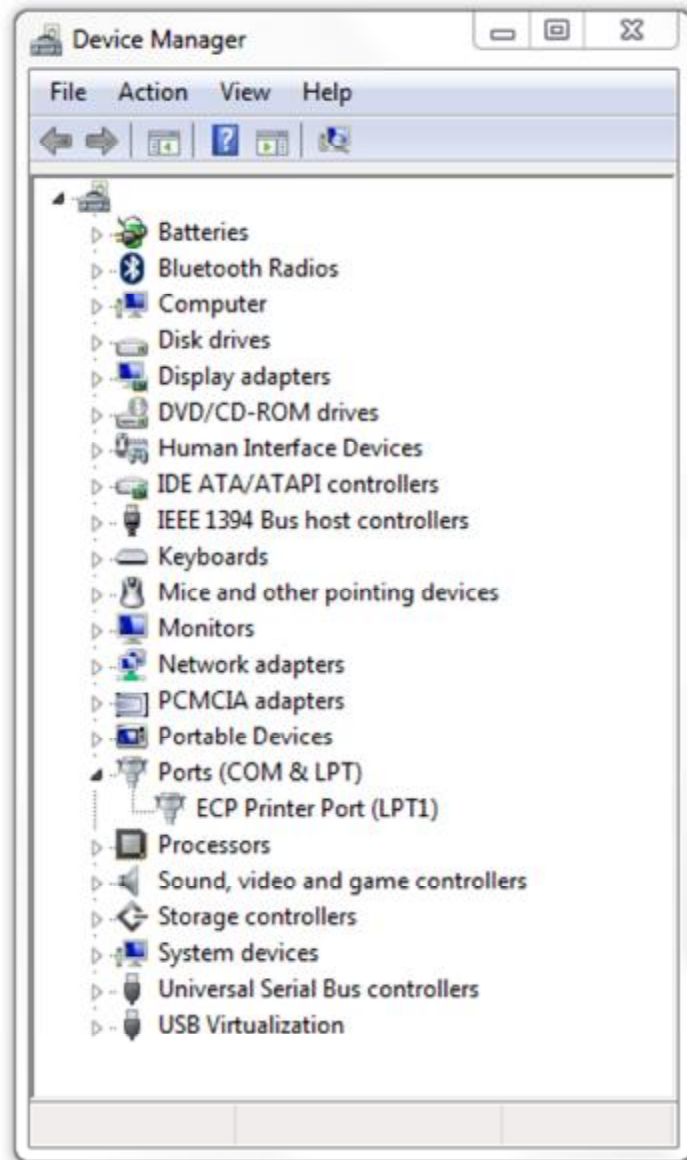 Device Manager
File Action View Help
Batteries
Bluetooth Radios
Computer
Disk drives
Display adapters
DVD/CD-ROM drives
Human Interface Devices
IDE ATA/ATAPI controllers
IEEE 1394 Bus host controllers
Keyboards
Mice and other pointing devices
Monitors
Network adapters
PCMCIA adapters
Portable Devices
Ports (COM & LPT)
ECP Printer Port (LPT1)
Processors
Sound, video and game controllers
Storage controllers
System devices
Universal Serial Bus controllers
USB Virtualization